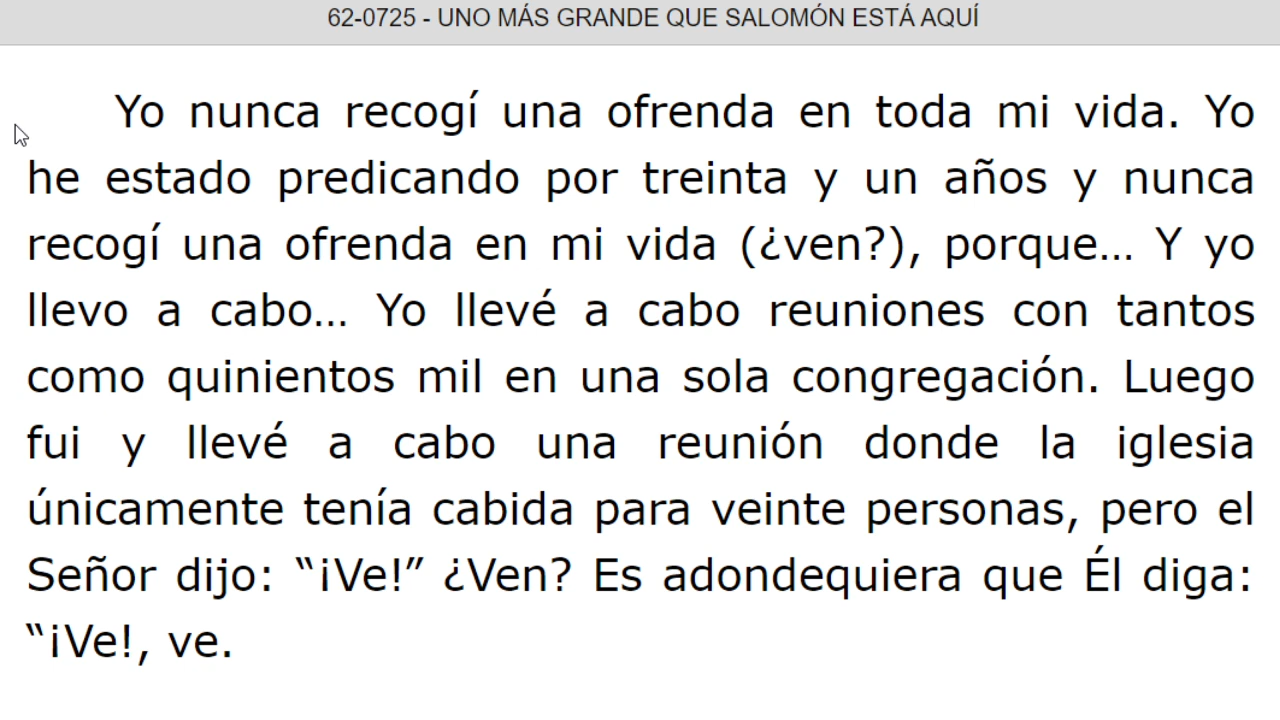 62-0725 - UNO MÁS GRANDE QUE SALOMÓN ESTÁ AQUÍ
Yo nunca recogí una ofrenda en toda mi vida. Yo
he estado predicando por treinta y un años y nunca
recogí una ofrenda en mi vida (¿ven?), porque… Y yo
llevo a cabo… Yo llevé a cabo reuniones con tantos
como quinientos mil en una sola congregación. Luego
fui y llevé a cabo una reunión donde la iglesia
únicamente tenía cabida para veinte personas, pero el
Señor dijo: “¡Ve!” ¿Ven? Es adondequiera que Él diga:
“¡Ve!, ve.